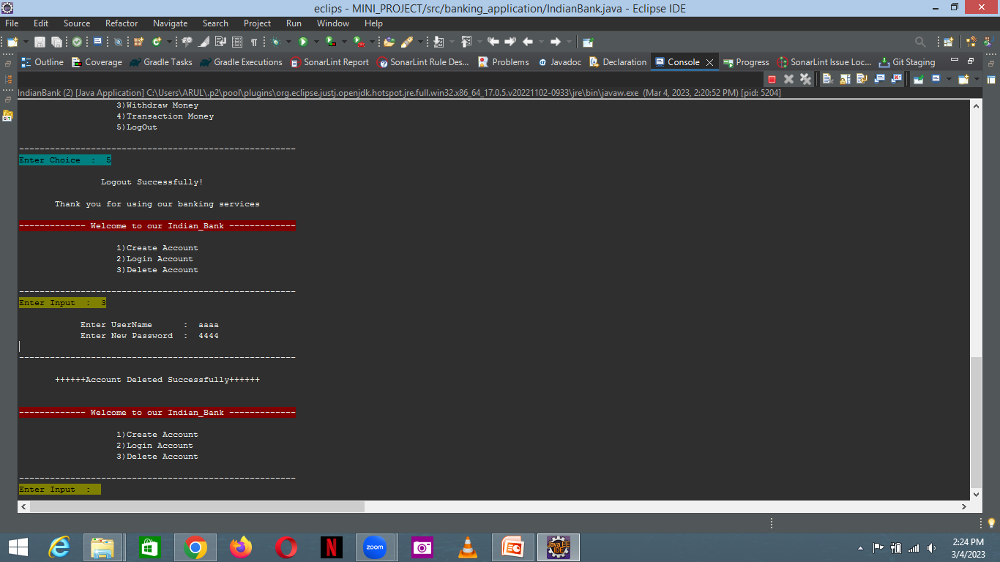 eclips - MINI_PROJECT/src/banking_application/IndianBank.java - Eclipse IDE
File Edit Source Refactor Navigate Search Project Run Window Help
Outline Coverage Gradle Tasks Gradle Executions SonarLint Report SonarLint Rule Des... Problems Javadoc Declaration Console Progress SonarLint Issue Loc... Git Staging
IndianBank (2) [Java Application] C:\Users\ARUL\.p2\pool\plugins\org.eclipse.justj.openjdk.hotspot.jre.full.win32.x86_64_17.0.5.v20221102-0933\jre\bin\javaw.exe (Mar 4, 2023, 2:20:52 PM) [pid: 5204]
3)Withdraw Money
4)Transaction Money
5)LogOut
------------------------------------------------------
Enter Choice : 5
Logout Successfully!
Thank you for using our banking services
------------- Welcome to our Indian_Bank -------------
1)Create Account
2)Login Account
3)Delete Account
------------------------------------------------------
Enter Input : 3
Enter UserName : aaaa
Enter New Password : 4444
------------------------------------------------------
++++++Account Deleted Successfully++++++
------------- Welcome to our Indian_Bank -------------
1)Create Account
2)Login Account
3)Delete Account
------------------------------------------------------
Enter Input :
GIT
zoom
N
Java EE
IDE
2:24 PM
3/4/2023